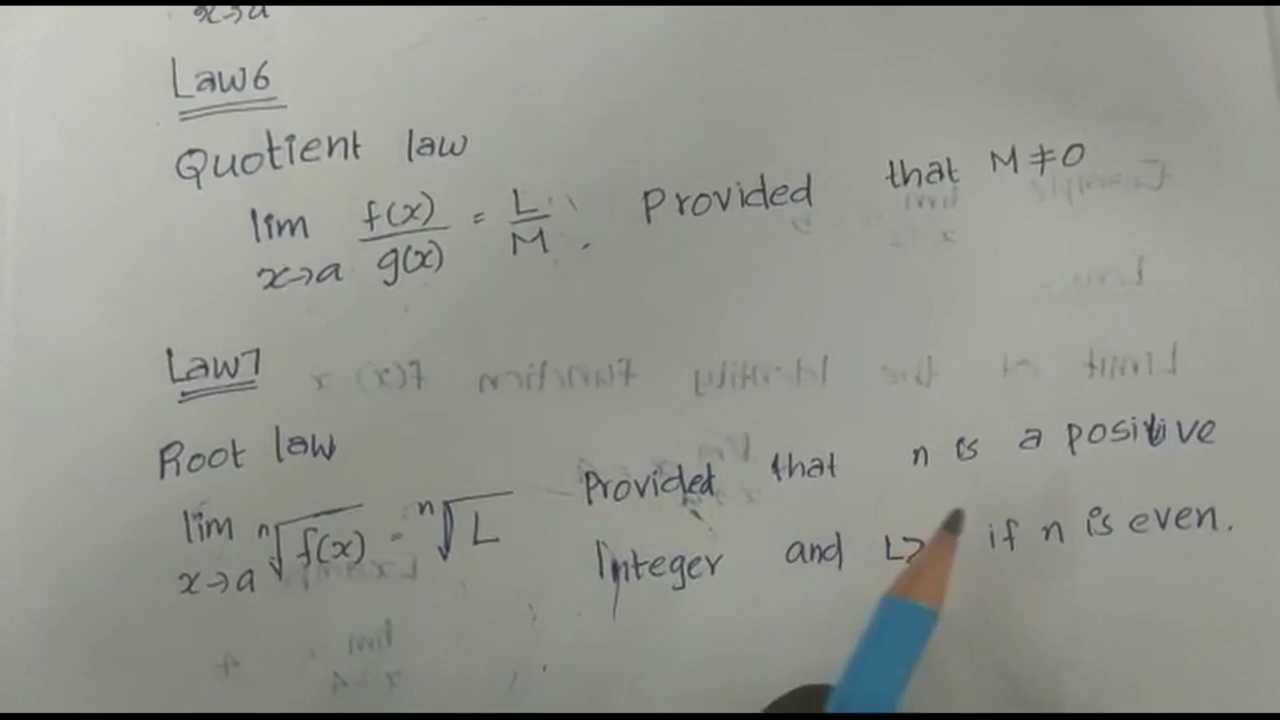 x→a
Law6
Quotient law
lim x→a f(x)/g(x) = L/M. Provided that M≠0
Law7
Root law
lim x→a ⁿ√f(x) = ⁿ√L Provided that n is a positive
Integer and L> if n is even.